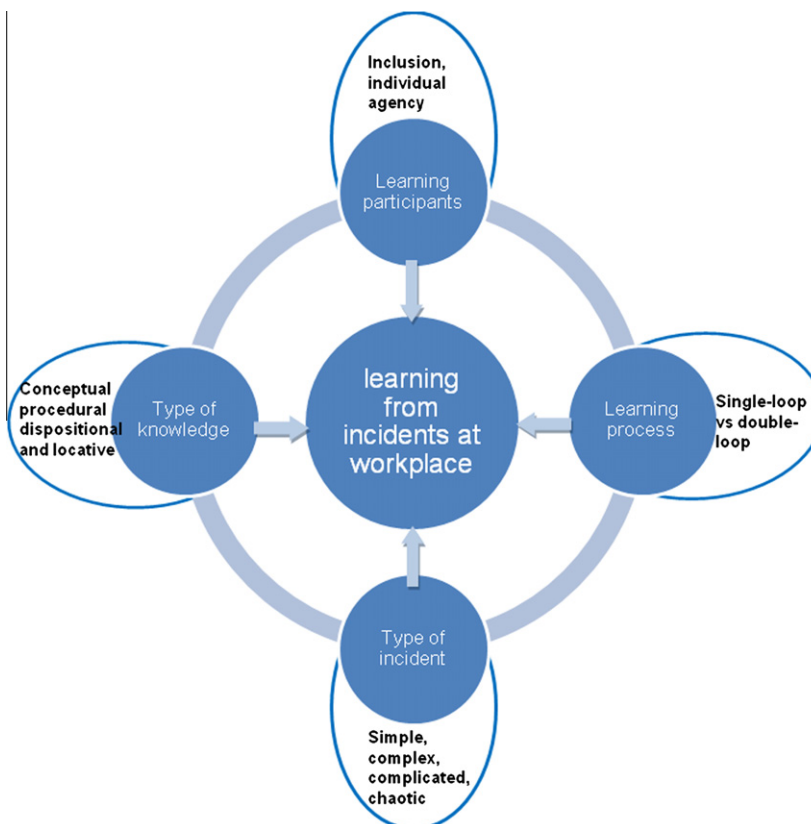 Inclusion,
individual
agency
Learning
participants
Conceptual
procedural
dispositional
and locative
Type of
knowledge
learning
from
incidents at
workplace
Learning
process
Single-loop
vs double-
loop
Type of
incident
Simple,
complex,
complicated,
chaotic